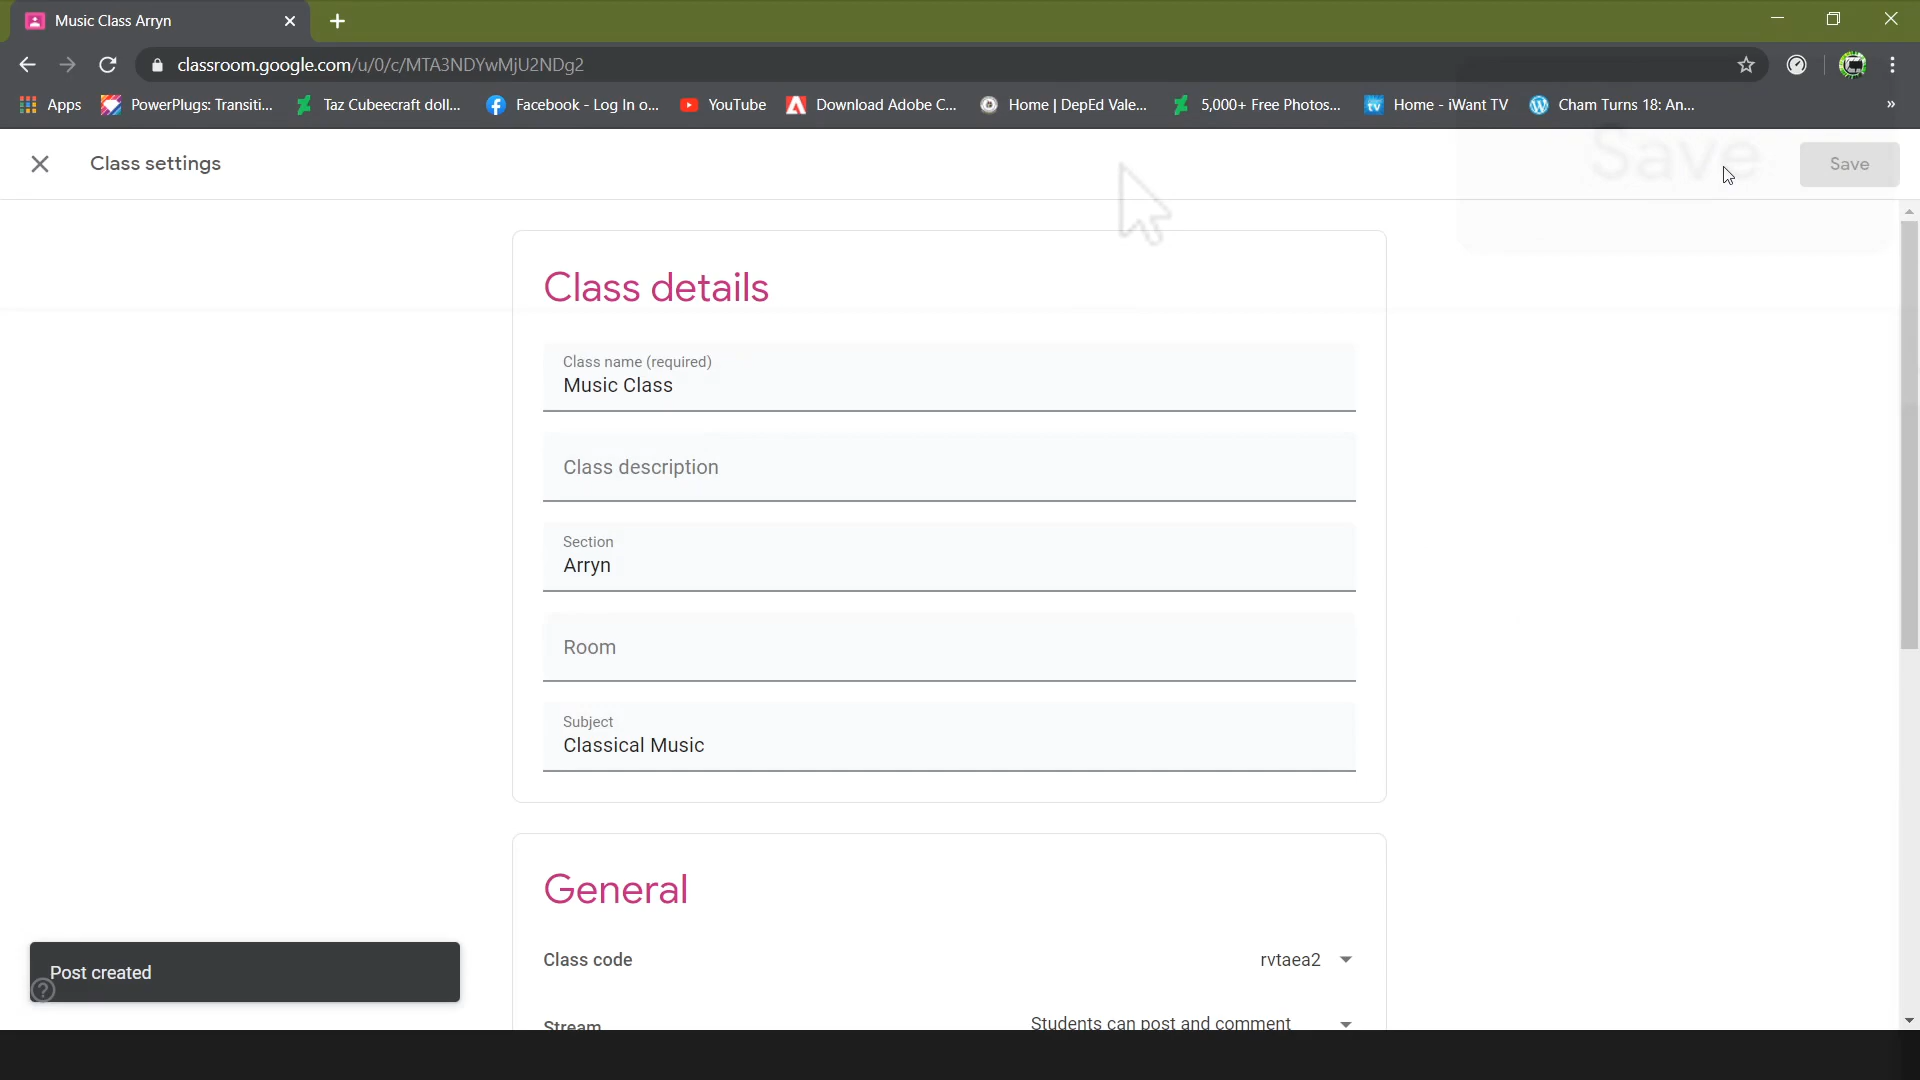 Music Class Arryn
classroom.google.com/u/0/c/MTA3NDYwMjU2NDg2
Apps PowerPlugs: Transiti... Taz Cubeecraft doll... Facebook - Log In o... YouTube Download Adobe C... Home | DepEd Vale... 5,000+ Free Photos... Home - iWant TV Cham Turns 18: An... »
Class settings
Save
Save
Class details
Class name (required)
Music Class
Class description
Section
Arryn
Room
Subject
Classical Music
General
Class code rvtaea2
Post created
Stream Students can post and comment